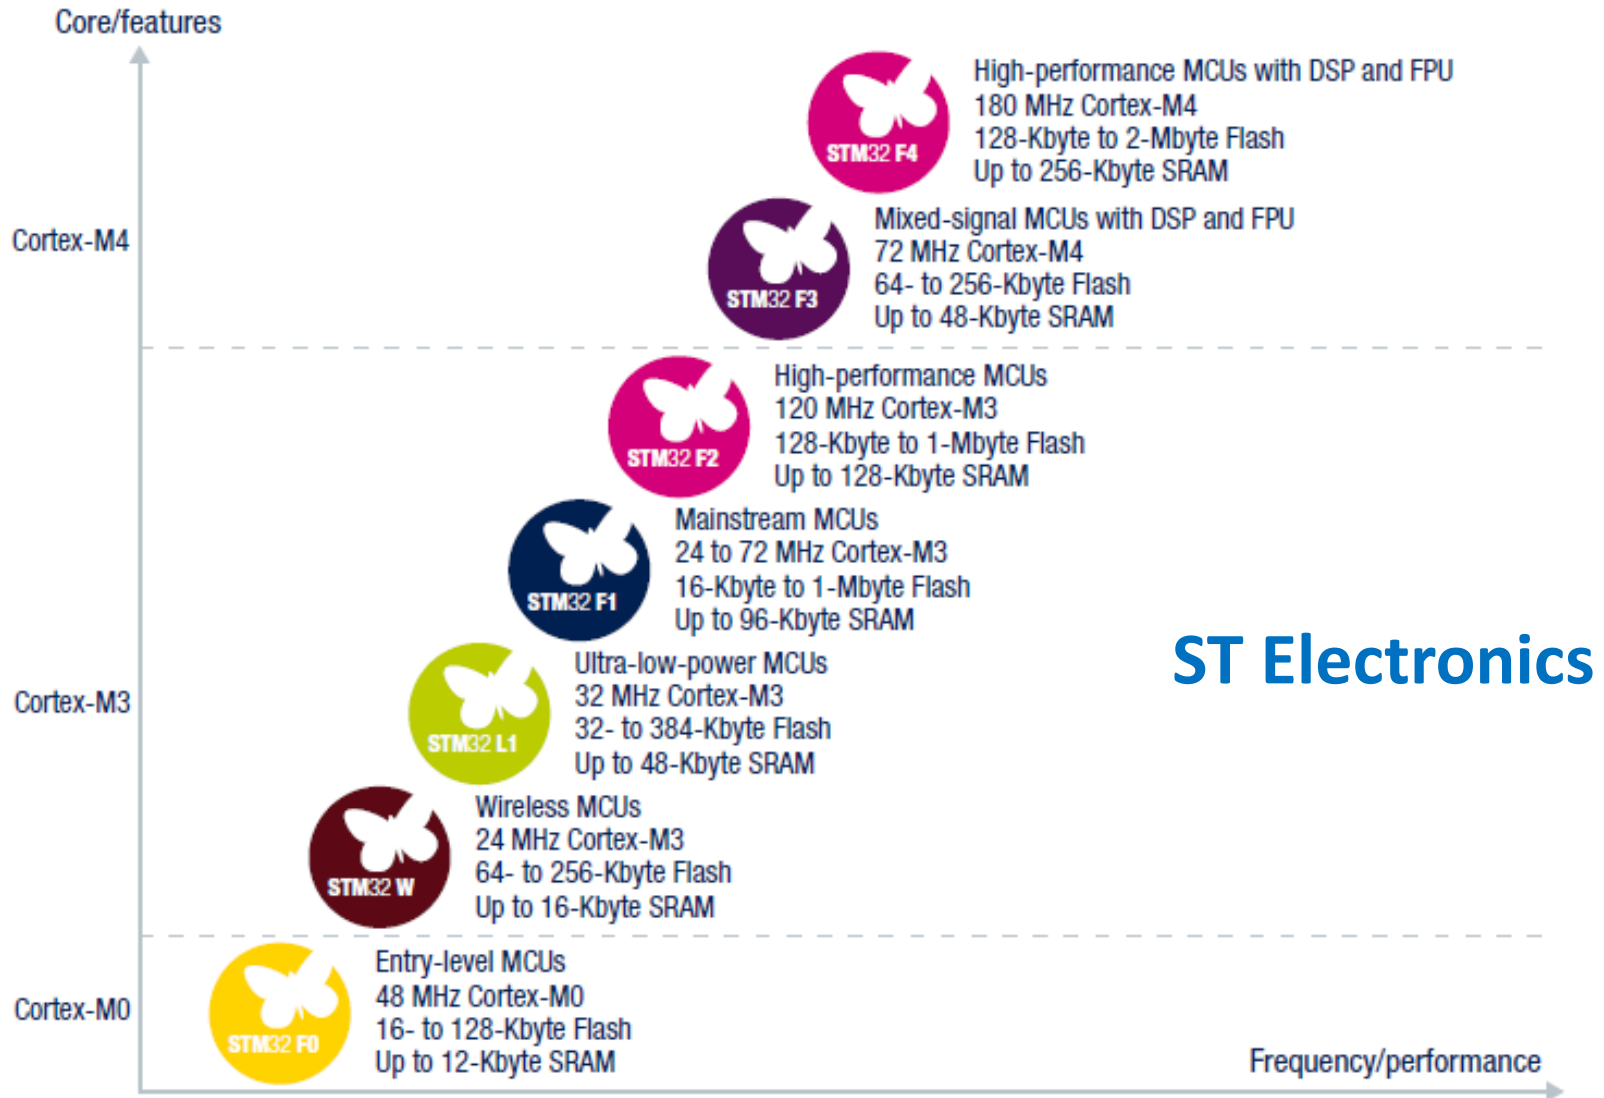 Core/features
High-performance MCUs with DSP and FPU
180 MHz Cortex-M4
128-Kbyte to 2-Mbyte Flash
Up to 256-Kbyte SRAM
STM32 F4
Cortex-M4
Mixed-signal MCUs with DSP and FPU
72 MHz Cortex-M4
64- to 256-Kbyte Flash
Up to 48-Kbyte SRAM
STM32 F3
High-performance MCUs
120 MHz Cortex-M3
128-Kbyte to 1-Mbyte Flash
Up to 128-Kbyte SRAM
STM32 F2
Mainstream MCUs
24 to 72 MHz Cortex-M3
16-Kbyte to 1-Mbyte Flash
Up to 96-Kbyte SRAM
STM32 F1
ST Electronics
Cortex-M3
Ultra-low-power MCUs
32 MHz Cortex-M3
32- to 384-Kbyte Flash
Up to 48-Kbyte SRAM
STM32 L1
Wireless MCUs
24 MHz Cortex-M3
64- to 256-Kbyte Flash
Up to 16-Kbyte SRAM
STM32 W
Cortex-M0
Entry-level MCUs
48 MHz Cortex-M0
16- to 128-Kbyte Flash
Up to 12-Kbyte SRAM
STM32 F0
Frequency/performance